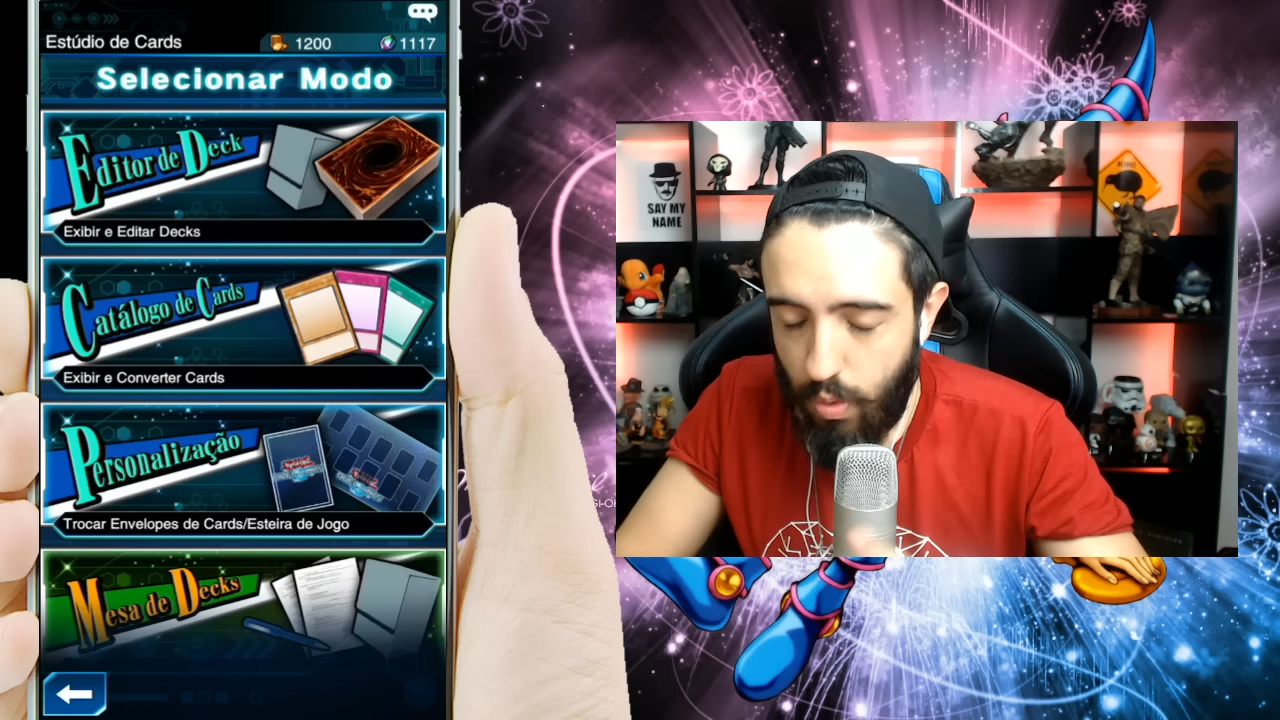 Estúdio de Cards
1200
1117
Selecionar Modo
Editor de Deck
Exibir e Editar Decks
Catálogo de Cards
Exibir e Converter Cards
Personalização
Trocar Envelopes de Cards/Esteira de Jogo
Mesa de Decks
SAY MY
NAME